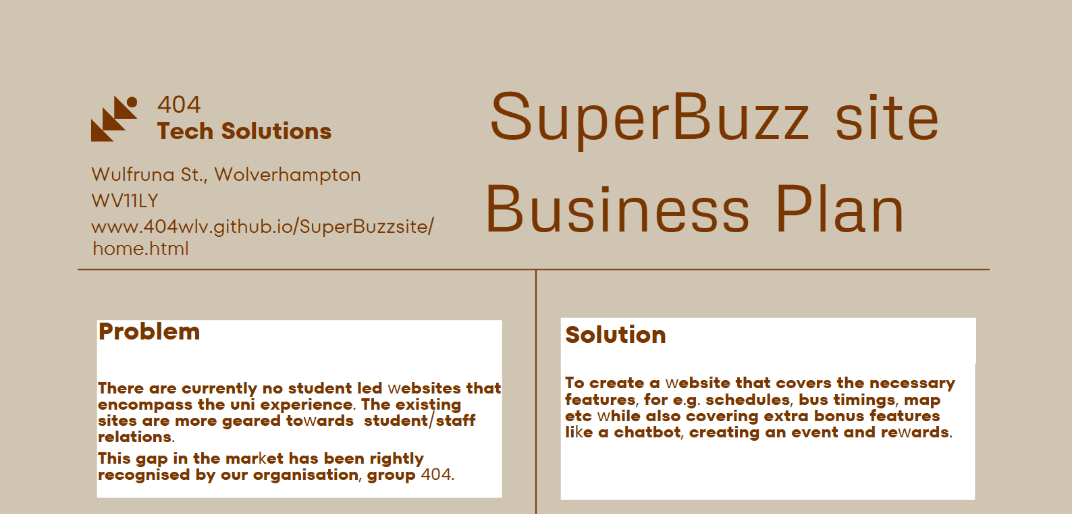 404
Tech Solutions
Wulfruna St., Wolverhampton
WV11LY
www.404wlv.github.io/SuperBuzzsite/
home.html
SuperBuzz site
Business Plan
Problem
There are currently no student led websites that
encompass the uni experience. The existing
sites are more geared towards student/staff
relations.
This gap in the market has been rightly
recognised by our organisation, group 404.
Solution
To create a website that covers the necessary
features, for e.g. schedules, bus timings, map
etc while also covering extra bonus features
like a chatbot, creating an event and rewards.